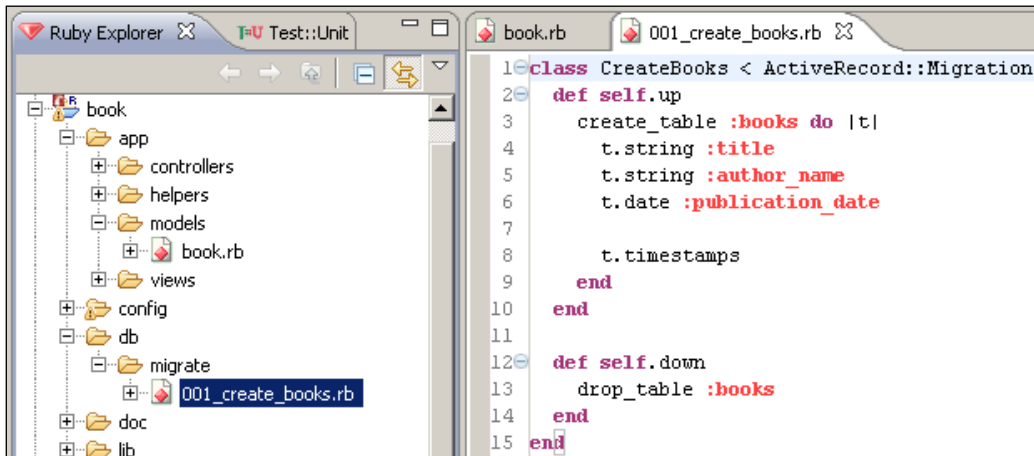 Ruby Explorer
Test::Unit
book
app
controllers
helpers
models
book.rb
views
config
db
migrate
001_create_books.rb
doc
lib
book.rb
001_create_books.rb
1 class CreateBooks < ActiveRecord::Migration
2 def self.up
3 create_table :books do |t|
4 t.string :title
5 t.string :author_name
6 t.date :publication_date
7
8 t.timestamps
9 end
10 end
11
12 def self.down
13 drop_table :books
14 end
15 end